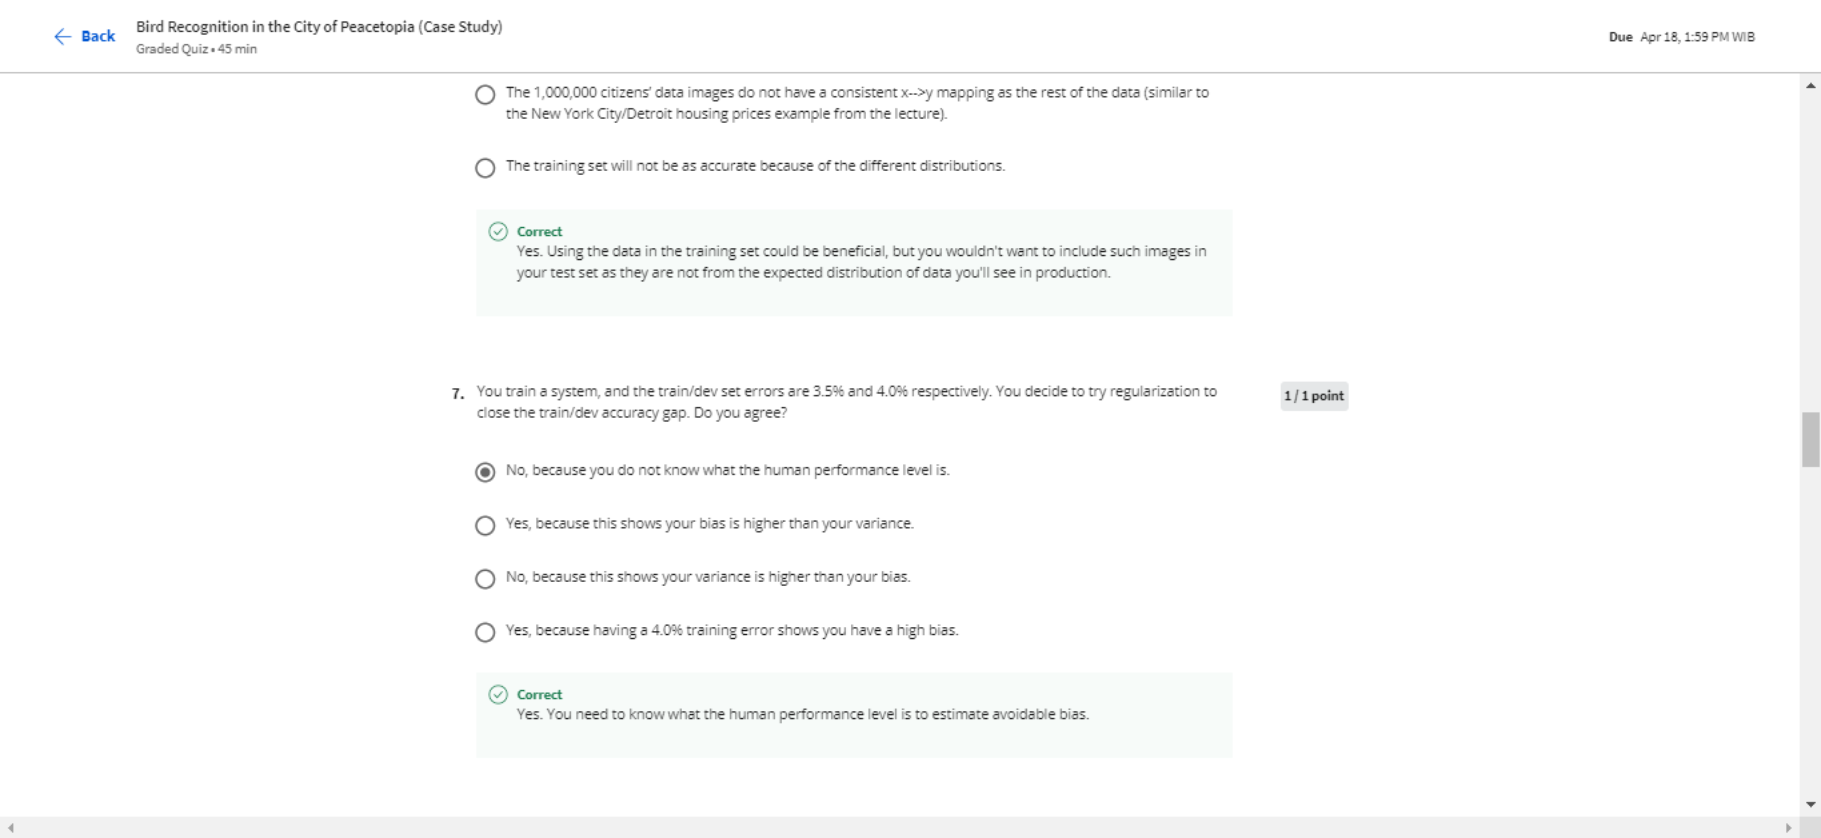 Back
Bird Recognition in the City of Peacetopia (Case Study)
Graded Quiz • 45 min
Due Apr 18, 1:59 PM WIB
The 1,000,000 citizens' data images do not have a consistent x-->y mapping as the rest of the data (similar to
the New York City/Detroit housing prices example from the lecture).
The training set will not be as accurate because of the different distributions.
Correct
Yes. Using the data in the training set could be beneficial, but you wouldn't want to include such images in
your test set as they are not from the expected distribution of data you'll see in production.
7. You train a system, and the train/dev set errors are 3.5% and 4.0% respectively. You decide to try regularization to
close the train/dev accuracy gap. Do you agree?
1 / 1 point
No, because you do not know what the human performance level is.
Yes, because this shows your bias is higher than your variance.
No, because this shows your variance is higher than your bias.
Yes, because having a 4.0% training error shows you have a high bias.
Correct
Yes. You need to know what the human performance level is to estimate avoidable bias.